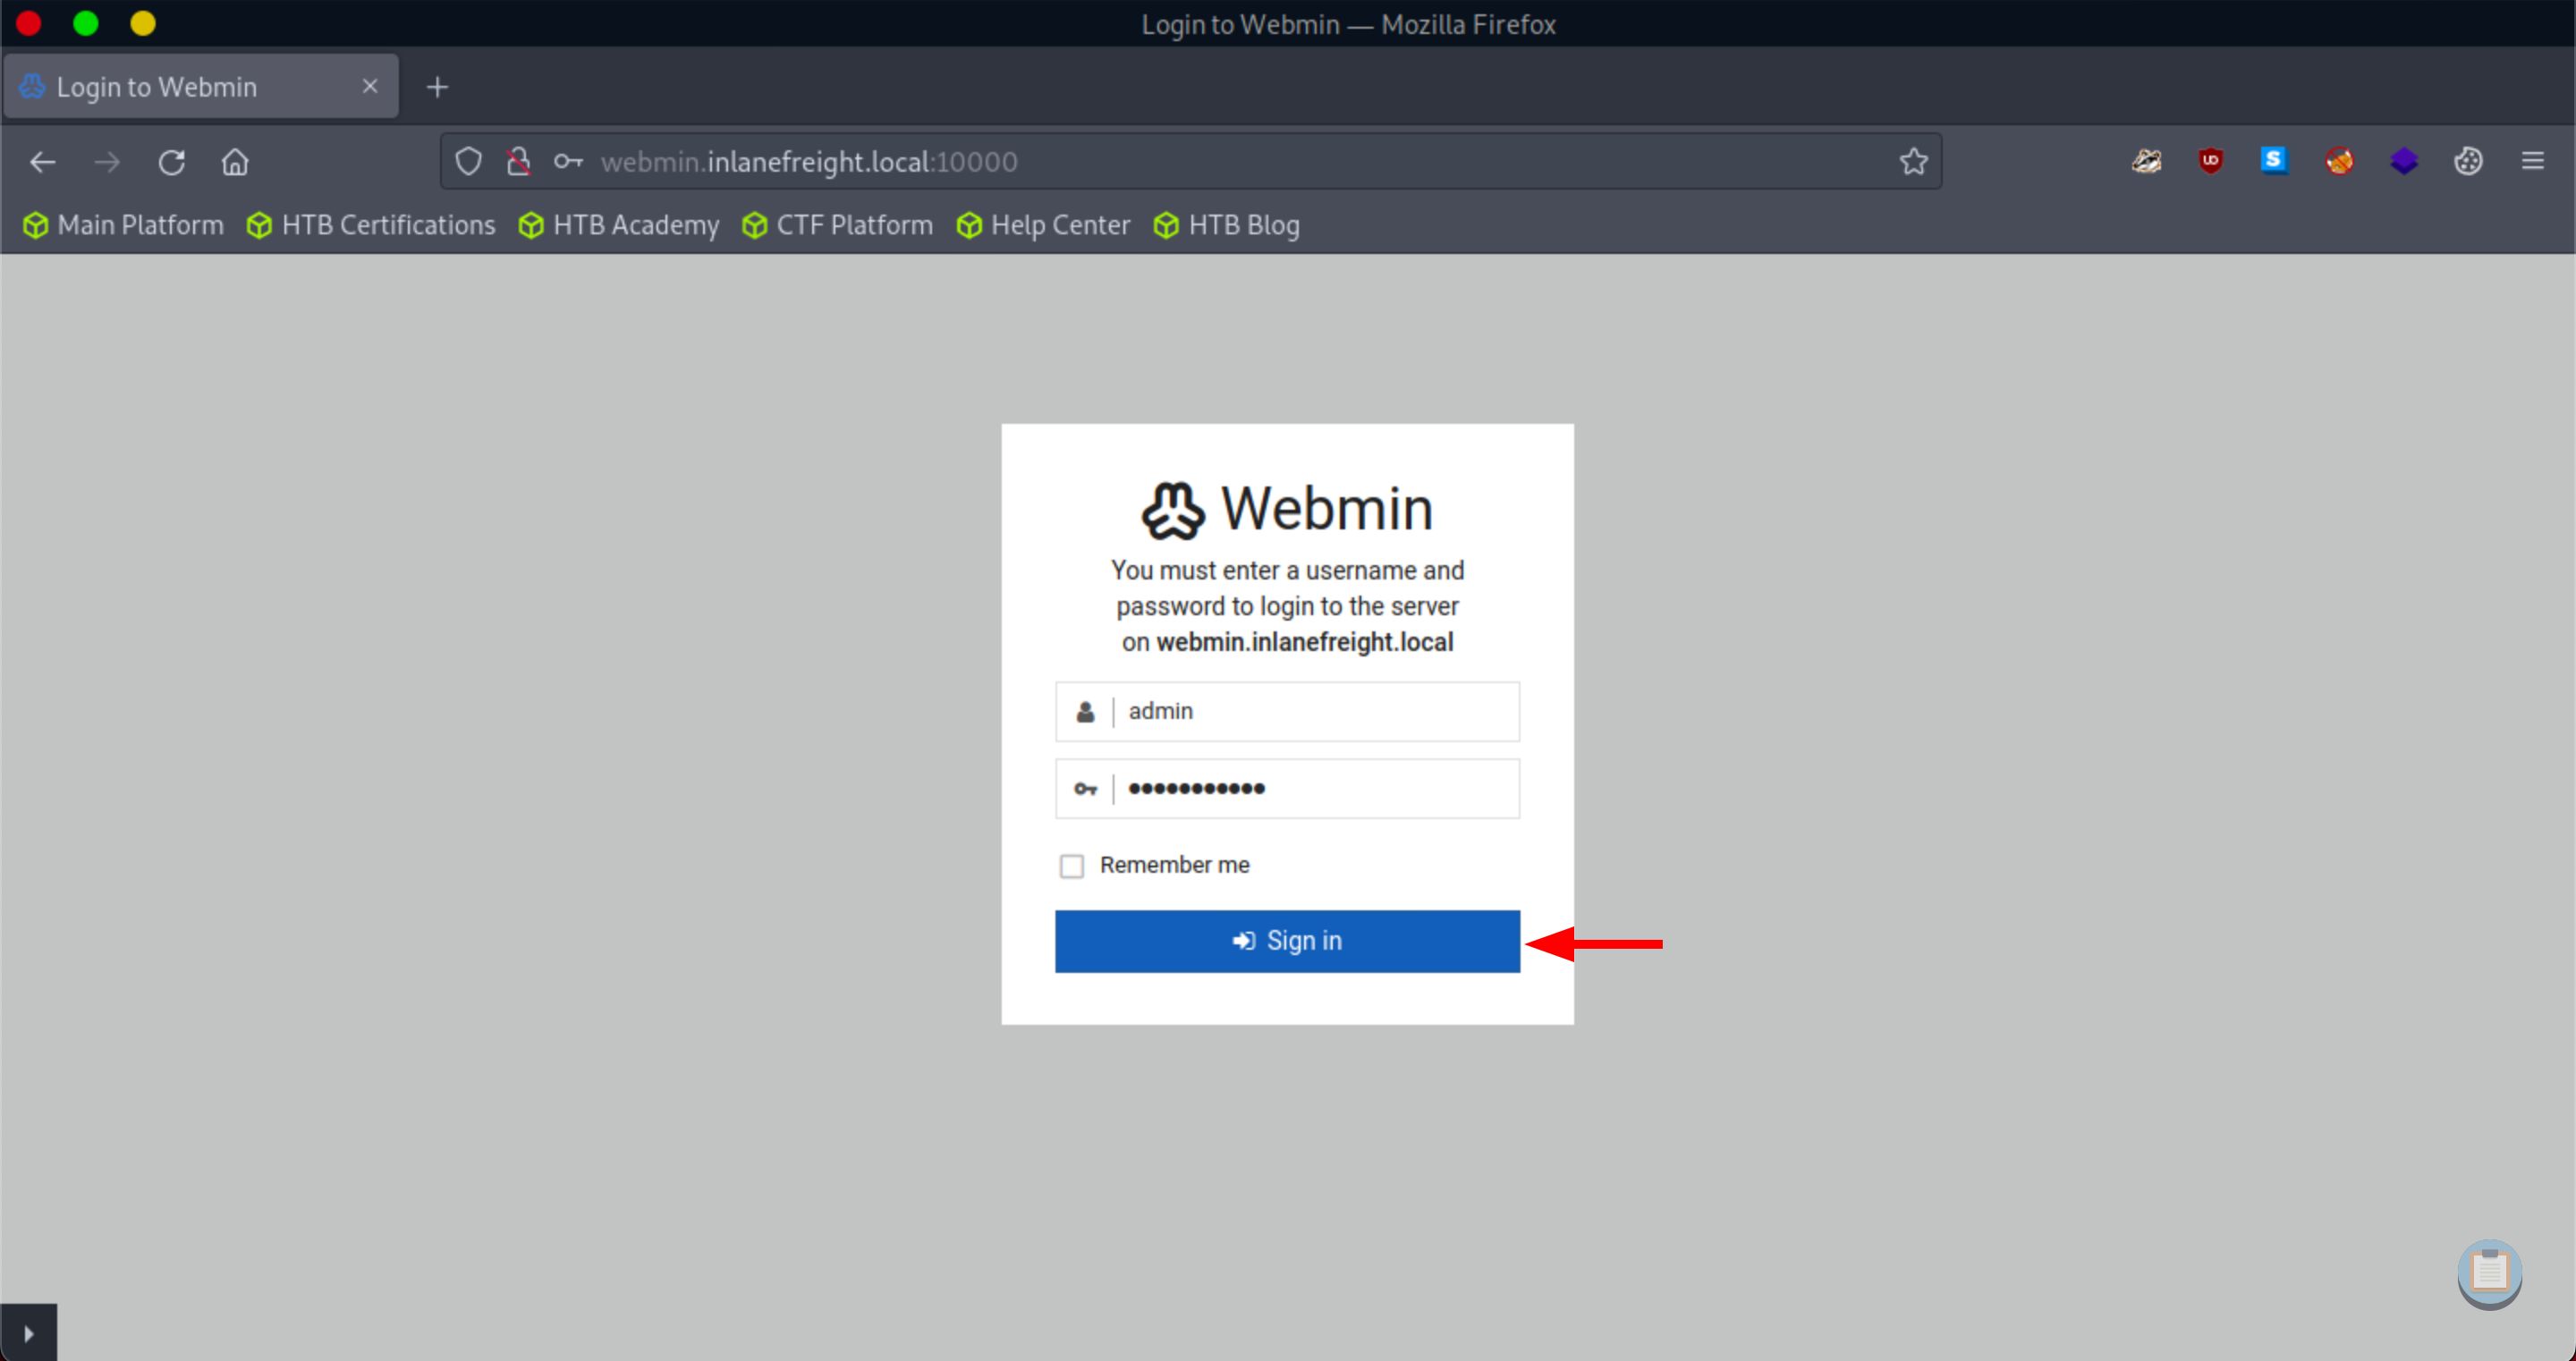 Login to Webmin — Mozilla Firefox
Login to Webmin
webmin.inlanefreight.local:10000
Main Platform HTB Certifications HTB Academy CTF Platform Help Center HTB Blog
Webmin
You must enter a username and
password to login to the server
on webmin.inlanefreight.local
admin
Remember me
Sign in